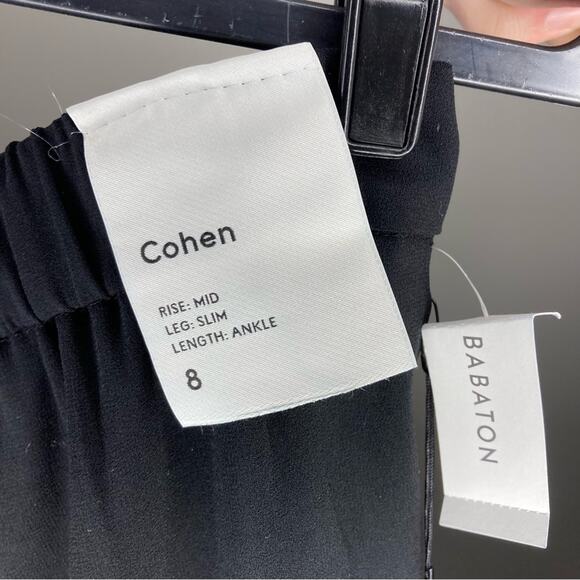 Cohen
RISE: MID
LEG: SLIM
LENGTH: ANKLE
8
BABATON